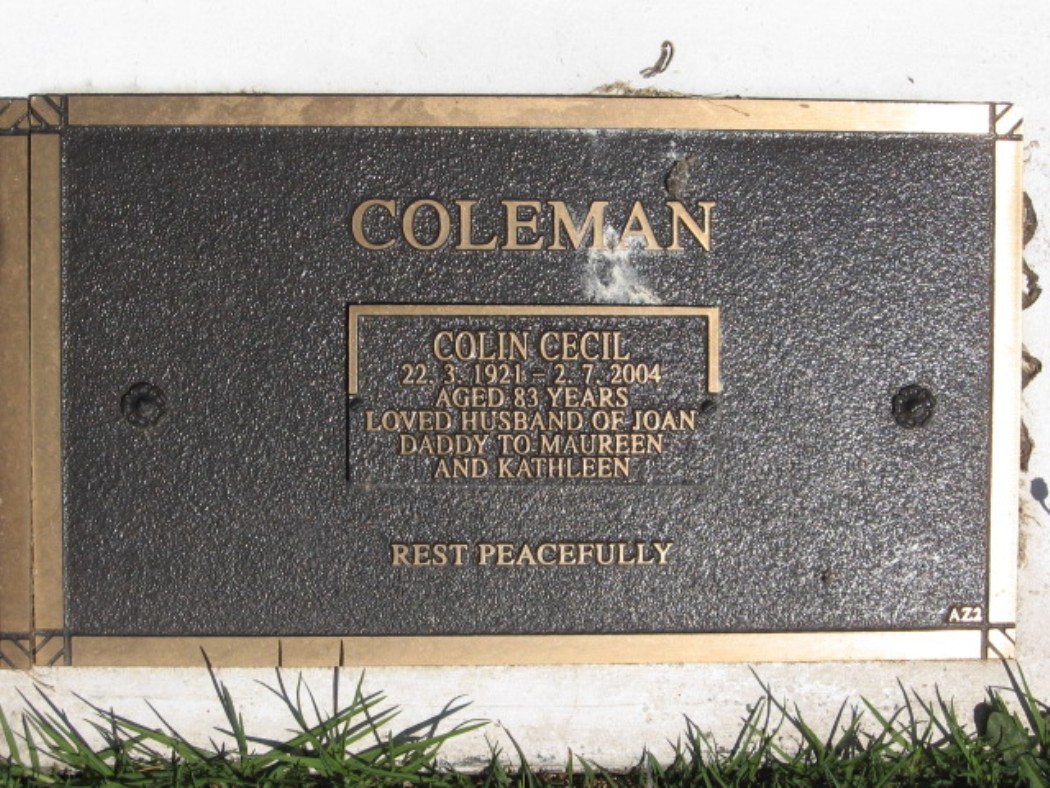 COLEMAN
COLIN CECIL
22. 3. 1921 – 2. 7. 2004
AGED 83 YEARS
LOVED HUSBAND OF JOAN
DADDY TO MAUREEN
AND KATHLEEN
REST PEACEFULLY
AZ2